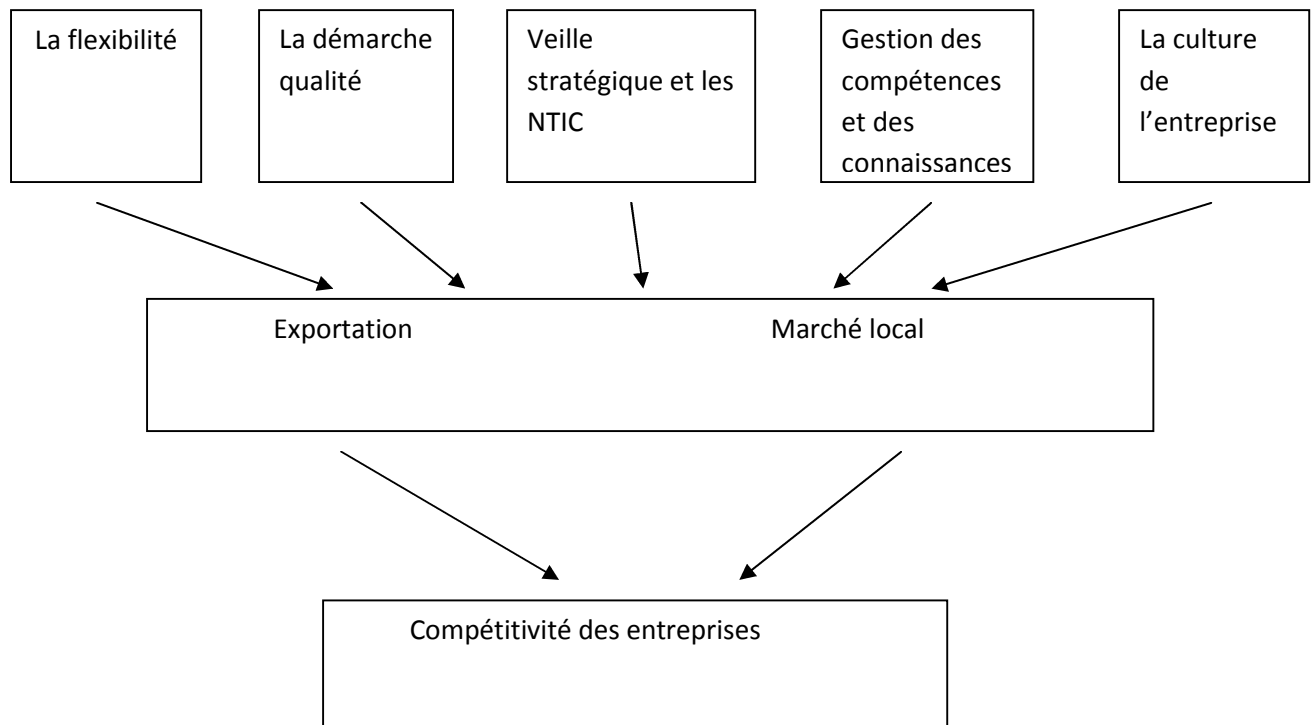 La flexibilité
La démarche
qualité
Veille
stratégique et les
NTIC
Gestion des
compétences
et des
connaissances
La culture
de
l’entreprise
Exportation
Marché local
Compétitivité des entreprises